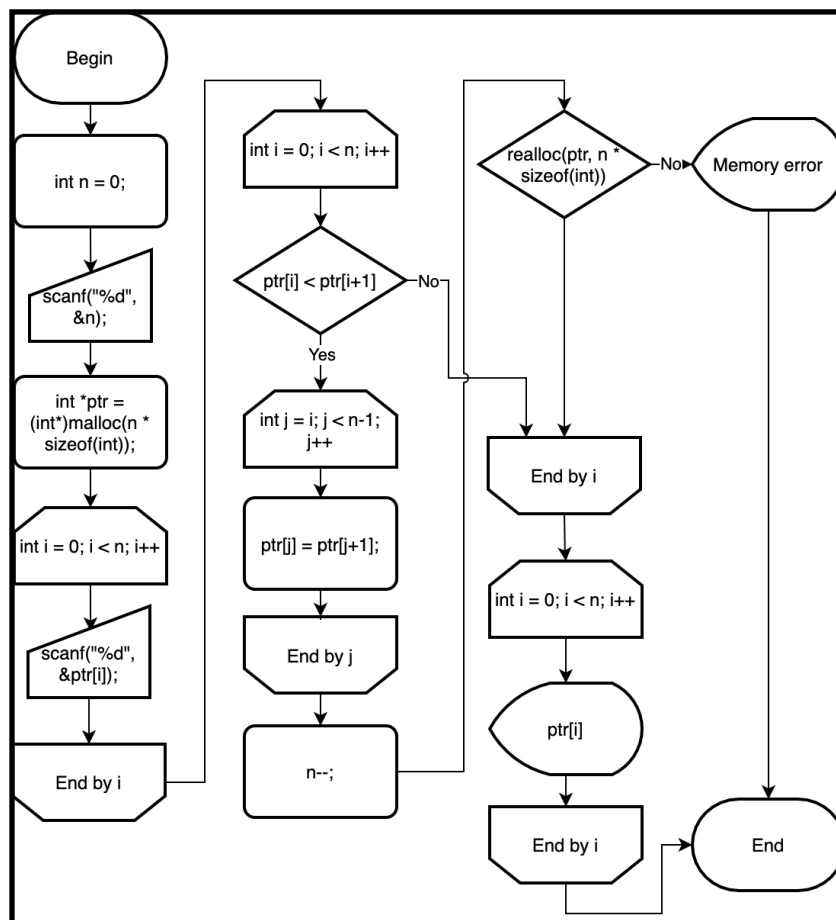 Begin
int n = 0;
scanf("%d",
&n);
int *ptr =
(int*)malloc(n *
sizeof(int));
int i = 0; i < n; i++
scanf("%d",
&ptr[i]);
End by i
int i = 0; i < n; i++
ptr[i] < ptr[i+1]
No
Yes
int j = i; j < n-1;
j++
ptr[j] = ptr[j+1];
End by j
n--;
realloc(ptr, n *
sizeof(int))
No
Memory error
End by i
int i = 0; i < n; i++
ptr[i]
End by i
End